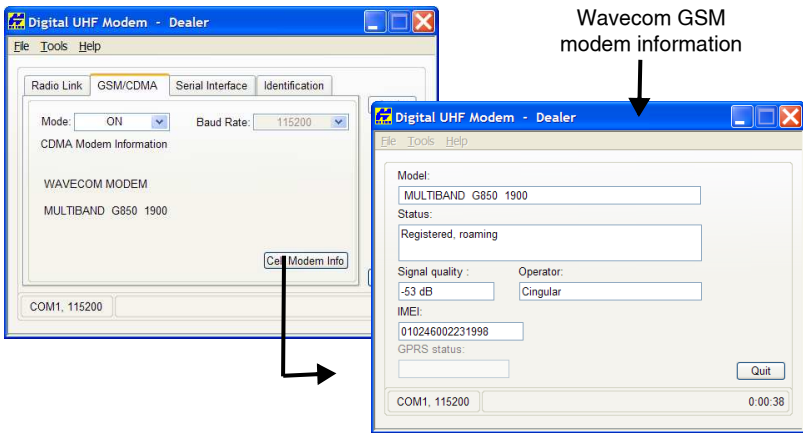 Wavecom GSM
modem information
Digital UHF Modem - Dealer
File Tools Help
Radio Link GSM/CDMA Serial Interface Identification
Mode: ON Baud Rate: 115200
CDMA Modem Information
WAVECOM MODEM
MULTIBAND G850 1900
Modem Info
COM1, 115200
Digital UHF Modem - Dealer
File Tools Help
Model:
MULTIBAND G850 1900
Status:
Registered, roaming
Signal quality : Operator:
-53 dB Cingular
IMEI:
010246002231998
GPRS status:
Quit
COM1, 115200 0:00:38